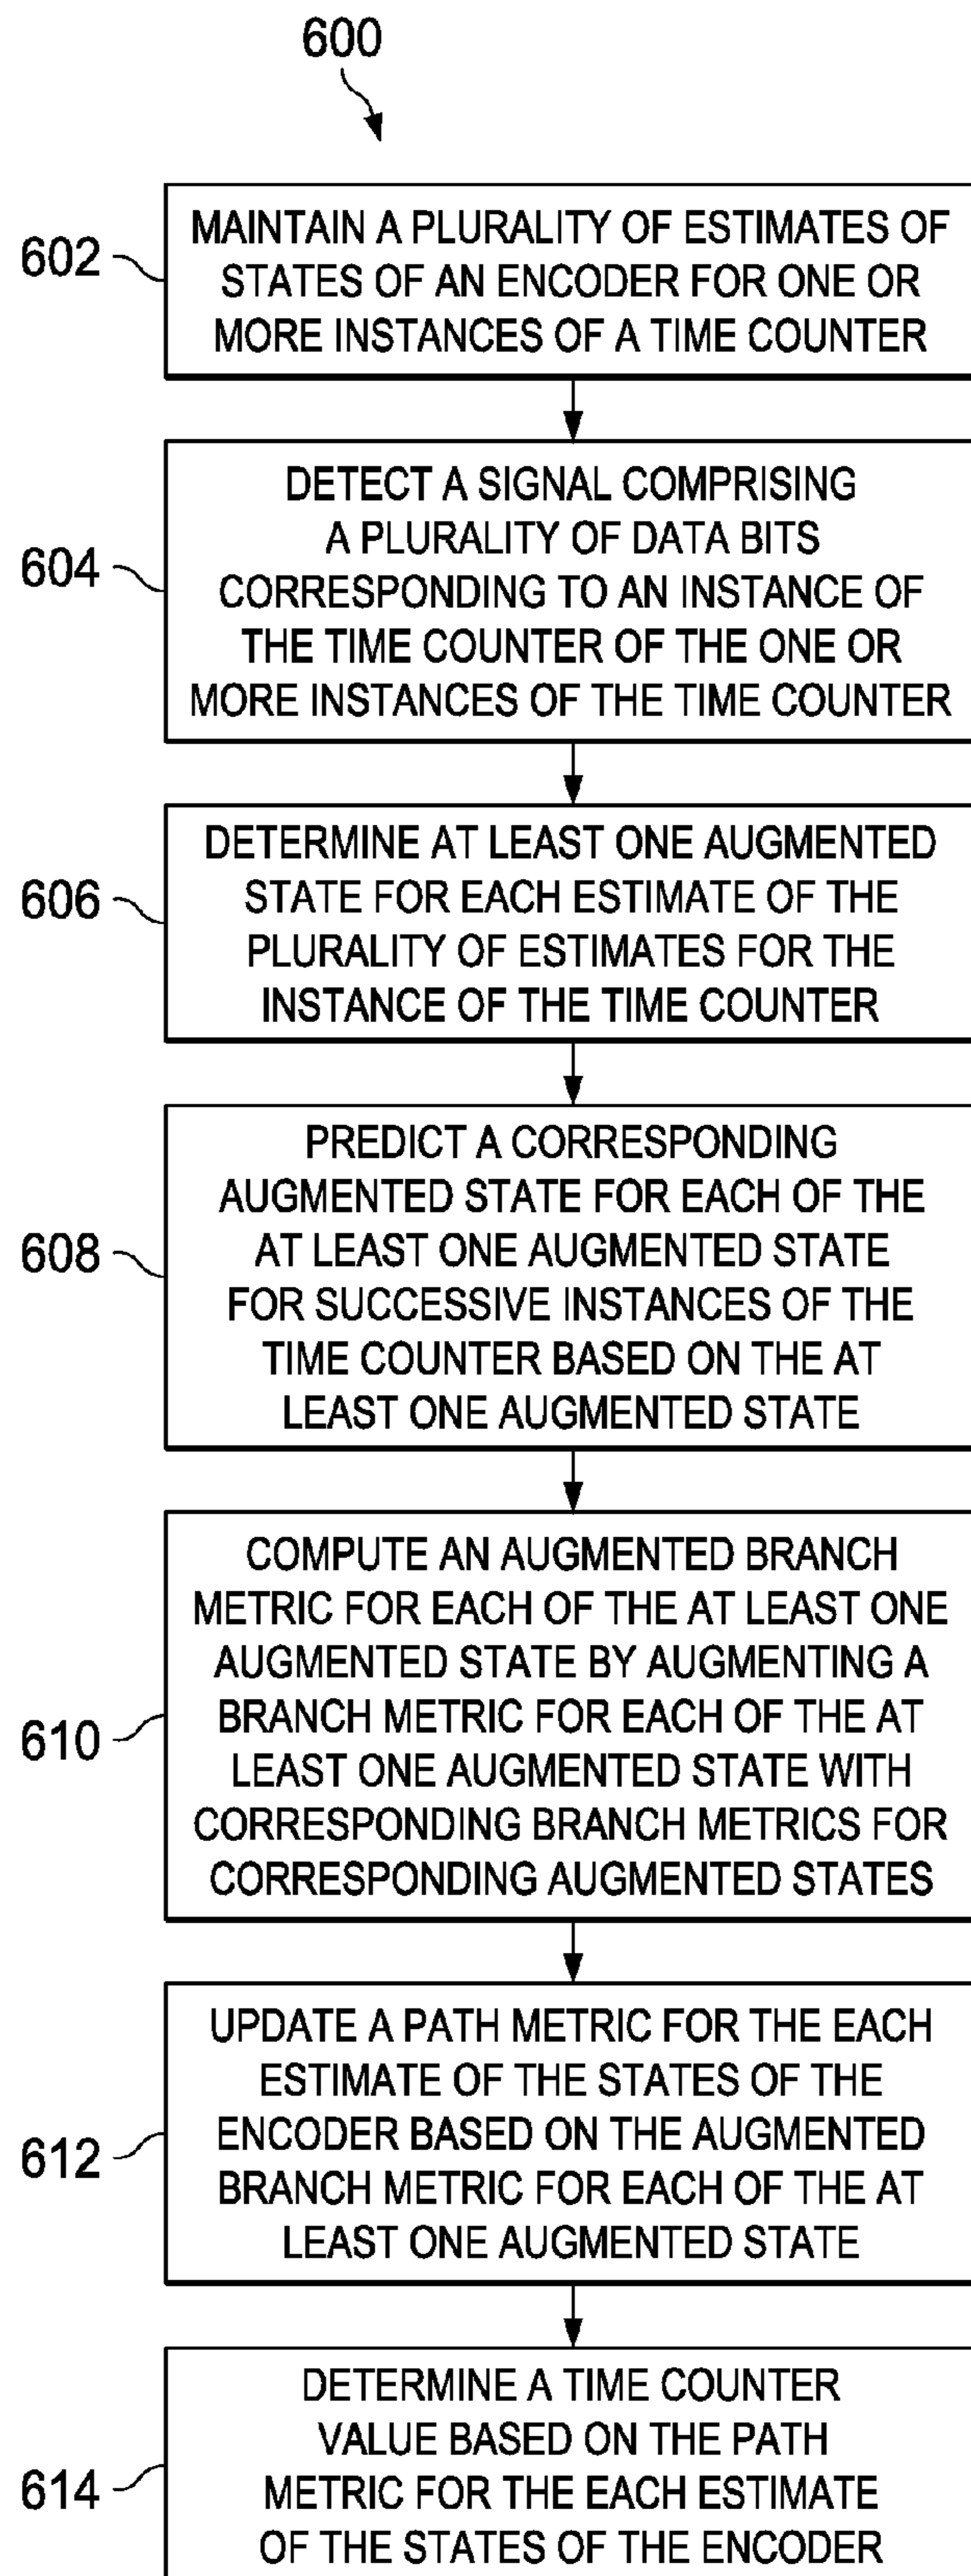 600
602
MAINTAIN A PLURALITY OF ESTIMATES OF
STATES OF AN ENCODER FOR ONE OR
MORE INSTANCES OF A TIME COUNTER
604
DETECT A SIGNAL COMPRISING
A PLURALITY OF DATA BITS
CORRESPONDING TO AN INSTANCE OF
THE TIME COUNTER OF THE ONE OR
MORE INSTANCES OF THE TIME COUNTER
606
DETERMINE AT LEAST ONE AUGMENTED
STATE FOR EACH ESTIMATE OF THE
PLURALITY OF ESTIMATES FOR THE
INSTANCE OF THE TIME COUNTER
608
PREDICT A CORRESPONDING
AUGMENTED STATE FOR EACH OF THE
AT LEAST ONE AUGMENTED STATE
FOR SUCCESSIVE INSTANCES OF THE
TIME COUNTER BASED ON THE AT
LEAST ONE AUGMENTED STATE
610
COMPUTE AN AUGMENTED BRANCH
METRIC FOR EACH OF THE AT LEAST ONE
AUGMENTED STATE BY AUGMENTING A
BRANCH METRIC FOR EACH OF THE AT
LEAST ONE AUGMENTED STATE WITH
CORRESPONDING BRANCH METRICS FOR
CORRESPONDING AUGMENTED STATES
612
UPDATE A PATH METRIC FOR THE EACH
ESTIMATE OF THE STATES OF THE
ENCODER BASED ON THE AUGMENTED
BRANCH METRIC FOR EACH OF THE AT
LEAST ONE AUGMENTED STATE
614
DETERMINE A TIME COUNTER
VALUE BASED ON THE PATH
METRIC FOR THE EACH ESTIMATE
OF THE STATES OF THE ENCODER